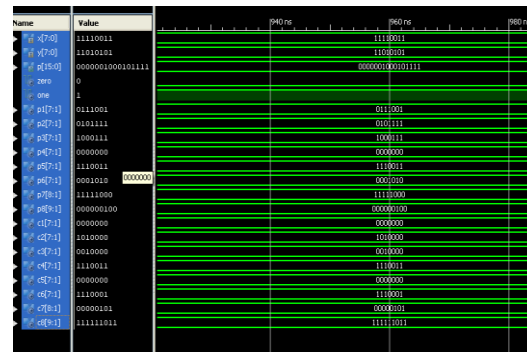 Name Value 940 ns 960 ns 980 n
x[7:0] 11110011 11110011
y[7:0] 11010101 11010101
p[15:0] 0000001000101111 0000001000101111
zero 0
one 1
p1[7:1] 0111001 0111001
p2[7:1] 0101111 0101111
p3[7:1] 1000111 1000111
p4[7:1] 0000000 0000000
p5[7:1] 1110011 1110011
p6[7:1] 0001010 0000000 0001010
p7[8:1] 11111000 11111000
p8[9:1] 000000100 000000100
c1[7:1] 0000000 0000000
c2[7:1] 1010000 1010000
c3[7:1] 0010000 0010000
c4[7:1] 1110011 1110011
c5[7:1] 0000000 0000000
c6[7:1] 1110001 1110001
c7[8:1] 00000101 00000101
c8[9:1] 111111011 111111011